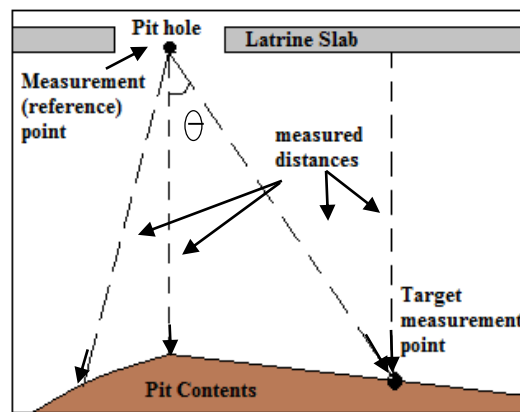 Pit hole
Latrine Slab
Measurement
(reference)
point
θ
measured
distances
Target
measurement
point
Pit Contents